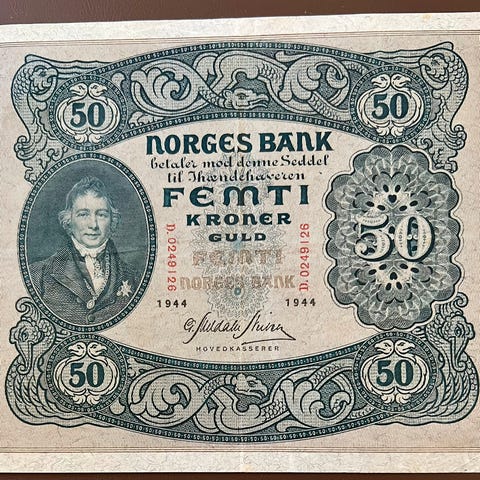 50 50
NORGES BANK
betaler mod denne Seddel
til Ihændehaveren
FEMTI
KRONER
GULD
50
FEMTI
NORGES BANK
D. 0249126
D. 0249126
1944 1944
HOVEDKASSERER
50 50